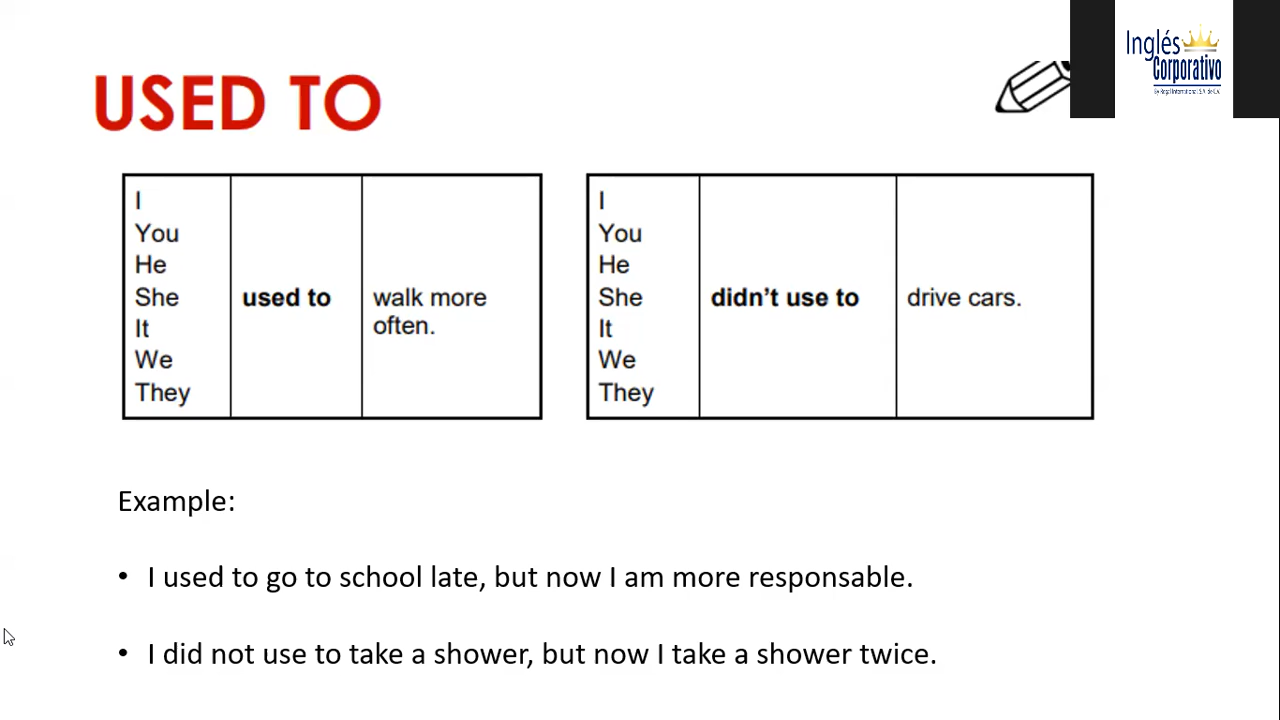 Inglés
Corporativo
USED TO
I
You
He
She
It
We
They
used to
walk more
often.
I
You
He
She
It
We
They
didn’t use to
drive cars.
Example:
• I used to go to school late, but now I am more responsable.
• I did not use to take a shower, but now I take a shower twice.